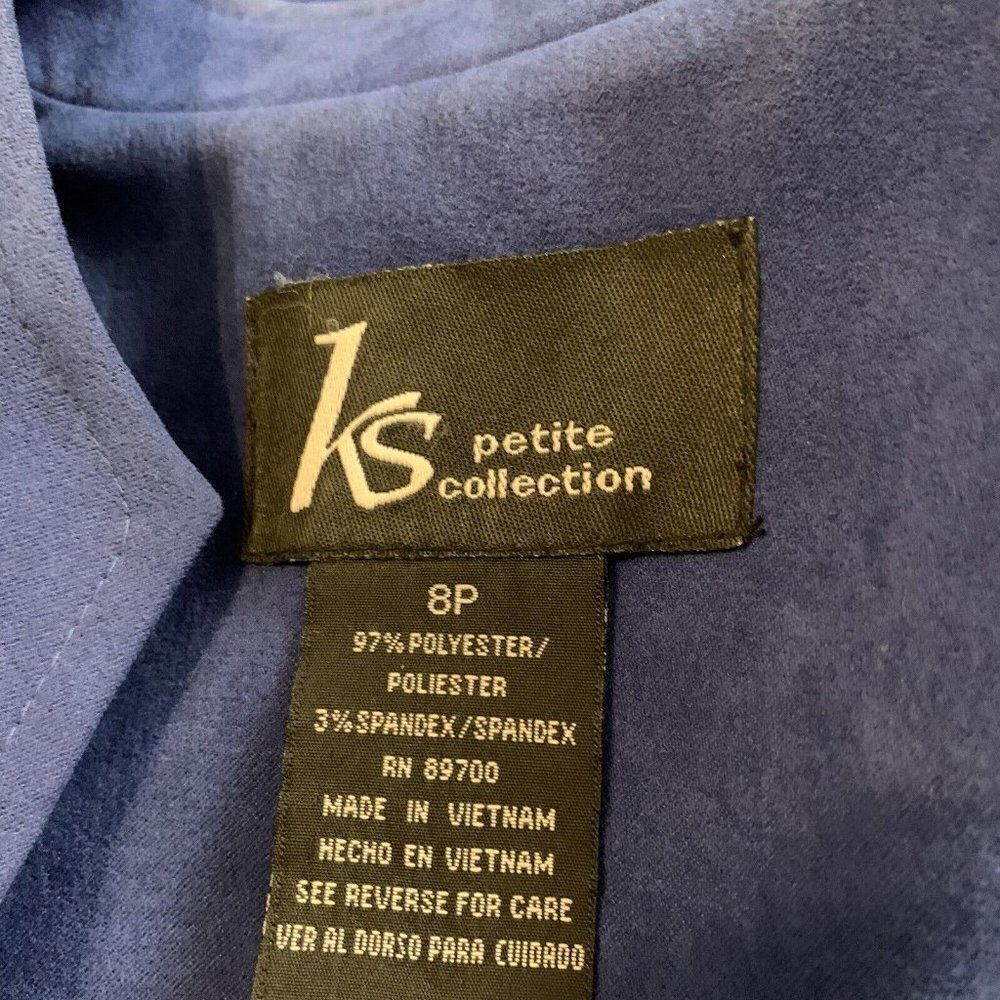 ks petite
collection
8P
97% POLYESTER/
POLIESTER
3% SPANDEX/SPANDEX
RN 89700
MADE IN VIETNAM
HECHO EN VIETNAM
SEE REVERSE FOR CARE
VER AL DORSO PARA CUIDADO